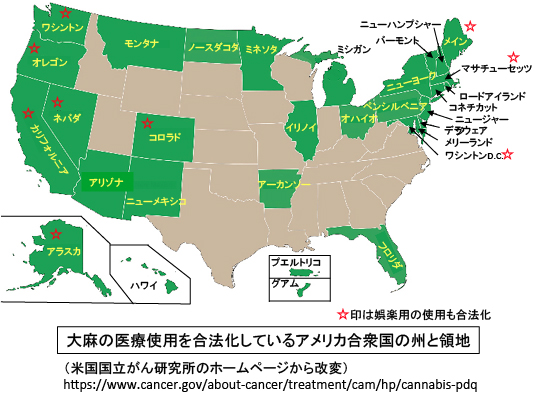 ニューハンプシャー
☆
ワシントン
☆
メイン
☆
モンタナ
ノースダコタ
ミネソタ
ミシガン
バーモント
☆
オレゴン
☆
マサチューセッツ
ニューヨーク
ロードアイランド
コネチカット
ペンシルペニア
☆
カリフォルニア
☆
ネバダ
☆
コロラド
イリノイ
オハイオ
ニュージャー
デラウェア
メリーランド
ワシントンD.C.☆
アリゾナ
ニューメキシコ
アーカンソー
☆
アラスカ
ハワイ
プエルトリコ
グアム
フロリダ
☆印は娯楽用の使用も合法化
大麻の医療使用を合法化しているアメリカ合衆国の州と領地
（米国国立がん研究所のホームページから改変）
https://www.cancer.gov/about-cancer/treatment/cam/hp/cannabis-pdq